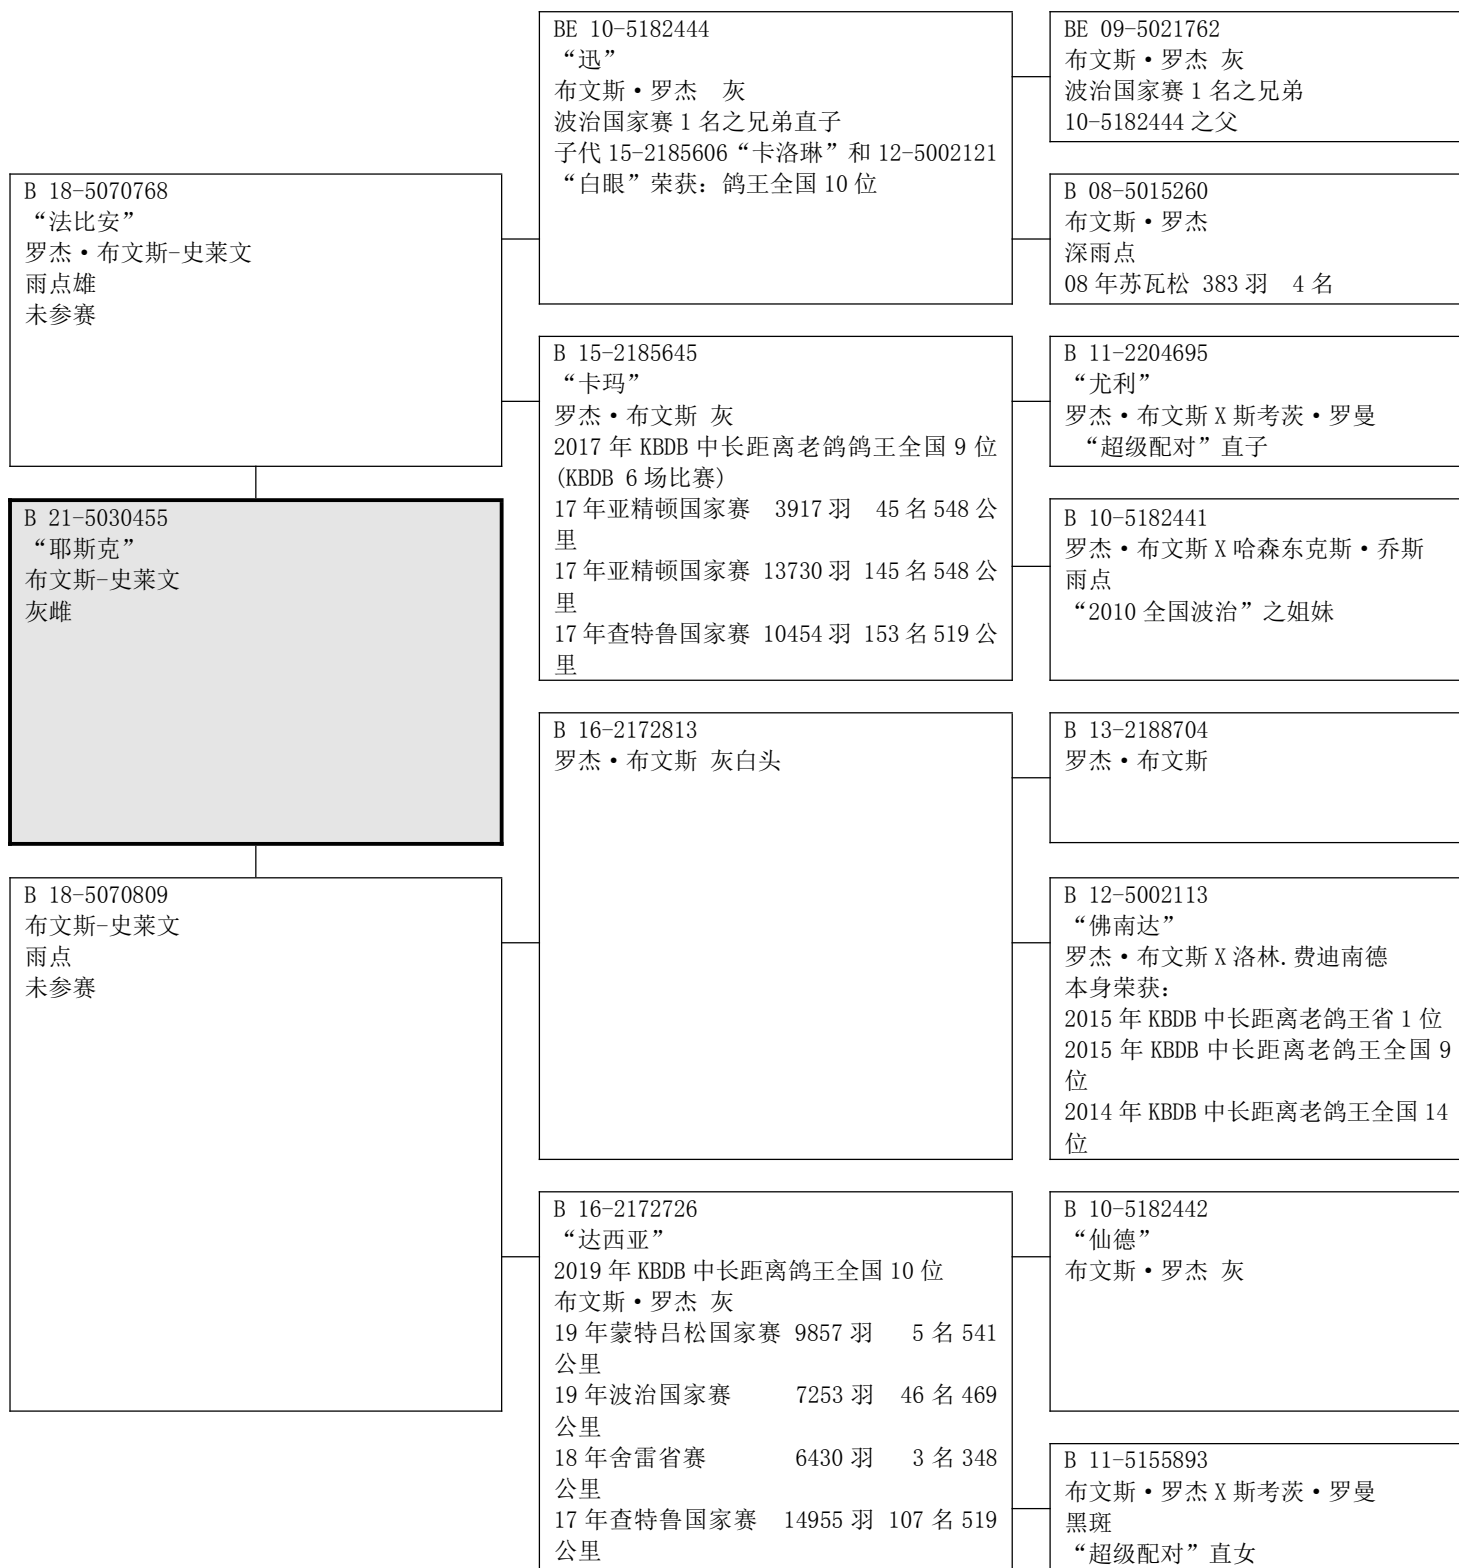 B 18-5070768
“法比安”
罗杰•布文斯-史莱文
雨点雄
未参赛
B 21-5030455
“耶斯克”
布文斯-史莱文
灰雌
B 18-5070809
布文斯-史莱文
雨点
未参赛
BE 10-5182444
“迅”
布文斯•罗杰 灰
波治国家赛 1 名之兄弟直子
子代 15-2185606“卡洛琳”和 12-5002121
“白眼”荣获：鸽王全国 10 位
B 15-2185645
“卡玛”
罗杰•布文斯 灰
2017 年 KBDB 中长距离老鸽鸽王全国 9 位
(KBDB 6 场比赛)
17 年亚精顿国家赛 3917 羽 45 名 548 公
里
17 年亚精顿国家赛 13730 羽 145 名 548 公
里
17 年查特鲁国家赛 10454 羽 153 名 519 公
里
B 16-2172813
罗杰•布文斯 灰白头
B 16-2172726
“达西亚”
2019 年 KBDB 中长距离鸽王全国 10 位
布文斯•罗杰 灰
19 年蒙特吕松国家赛 9857 羽 5 名 541
公里
19 年波治国家赛 7253 羽 46 名 469
公里
18 年舍雷省赛 6430 羽 3 名 348
公里
17 年查特鲁国家赛 14955 羽 107 名 519
公里
BE 09-5021762
布文斯•罗杰 灰
波治国家赛 1 名之兄弟
10-5182444 之父
B 08-5015260
布文斯•罗杰
深雨点
08 年苏瓦松 383 羽 4 名
B 11-2204695
“尤利”
罗杰•布文斯 X 斯考茨•罗曼
“超级配对”直子
B 10-5182441
罗杰•布文斯 X 哈森东克斯•乔斯
雨点
“2010 全国波治”之姐妹
B 13-2188704
罗杰•布文斯
B 12-5002113
“佛南达”
罗杰•布文斯 X 洛林.费迪南德
本身荣获：
2015 年 KBDB 中长距离老鸽王省 1 位
2015 年 KBDB 中长距离老鸽王全国 9
位
2014 年 KBDB 中长距离老鸽王全国 14
位
B 10-5182442
“仙德”
布文斯•罗杰 灰
B 11-5155893
布文斯•罗杰 X 斯考茨•罗曼
黑斑
“超级配对”直女